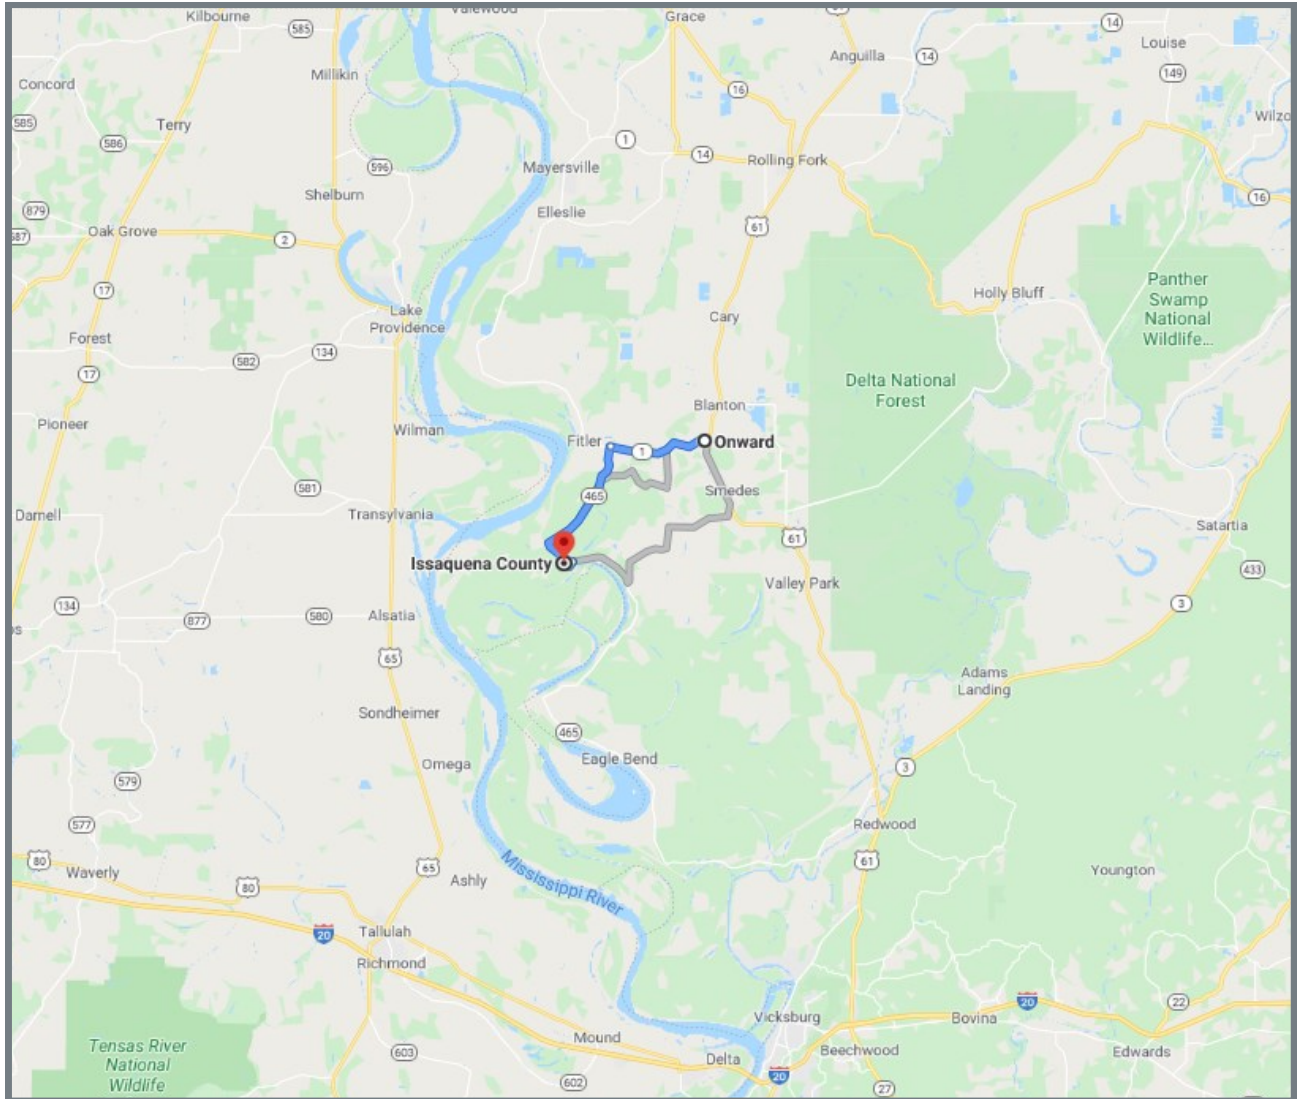 Kilbourne
Valewood
Grace
585
14
Anguilla
14
Louise
149
Millikin
Concord
16
Wilzo
585
Terry
586
1
596
Mayersville
14
Rolling Fork
Shelburn
16
879
Elleslie
587
Oak Grove
2
61
17
Holly Bluff
Panther
Swamp
National
Wildlife...
Lake
Providence
Cary
Forest
134
582
17
Delta National
Forest
Blanton
Pioneer
Wilman
Fitler
1
Onward
581
465
Smedes
Darnell
Transylvania
61
Satartia
Issaquena County
433
Valley Park
134
877
580
Alsatia
3
65
Adams
Landing
Sondheimer
465
Eagle Bend
Omega
3
579
577
Redwood
80
61
65
Waverly
80
Ashly
Mississippi River
Youngton
20
Tallulah
Richmond
20
22
Vicksburg
Bovina
Mound
Tensas River
National
Wildlife
603
Delta
Beechwood
Edwards
602
20
27